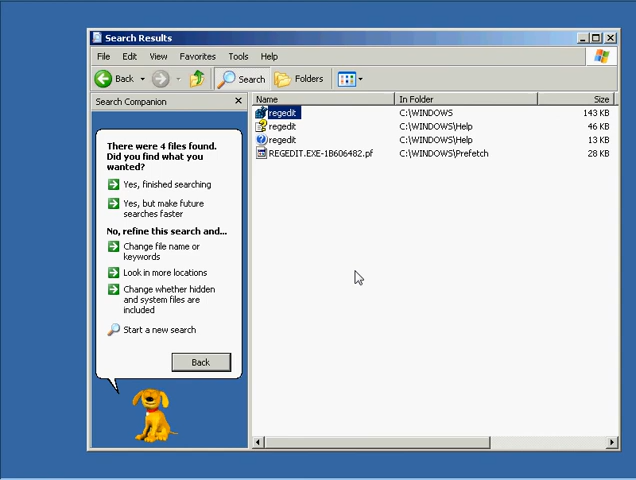 Search Results
File Edit View Favorites Tools Help
Back Search Folders
Search Companion
Name In Folder Size
regedit C:\WINDOWS 143 KB
regedit C:\WINDOWS\Help 46 KB
regedit C:\WINDOWS\Help 13 KB
REGEDIT.EXE-1B606482.pf C:\WINDOWS\Prefetch 28 KB
There were 4 files found.
Did you find what you
wanted?
Yes, finished searching
Yes, but make future
searches faster
No, refine this search and...
Change file name or
keywords
Look in more locations
Change whether hidden
and system files are
included
Start a new search
Back